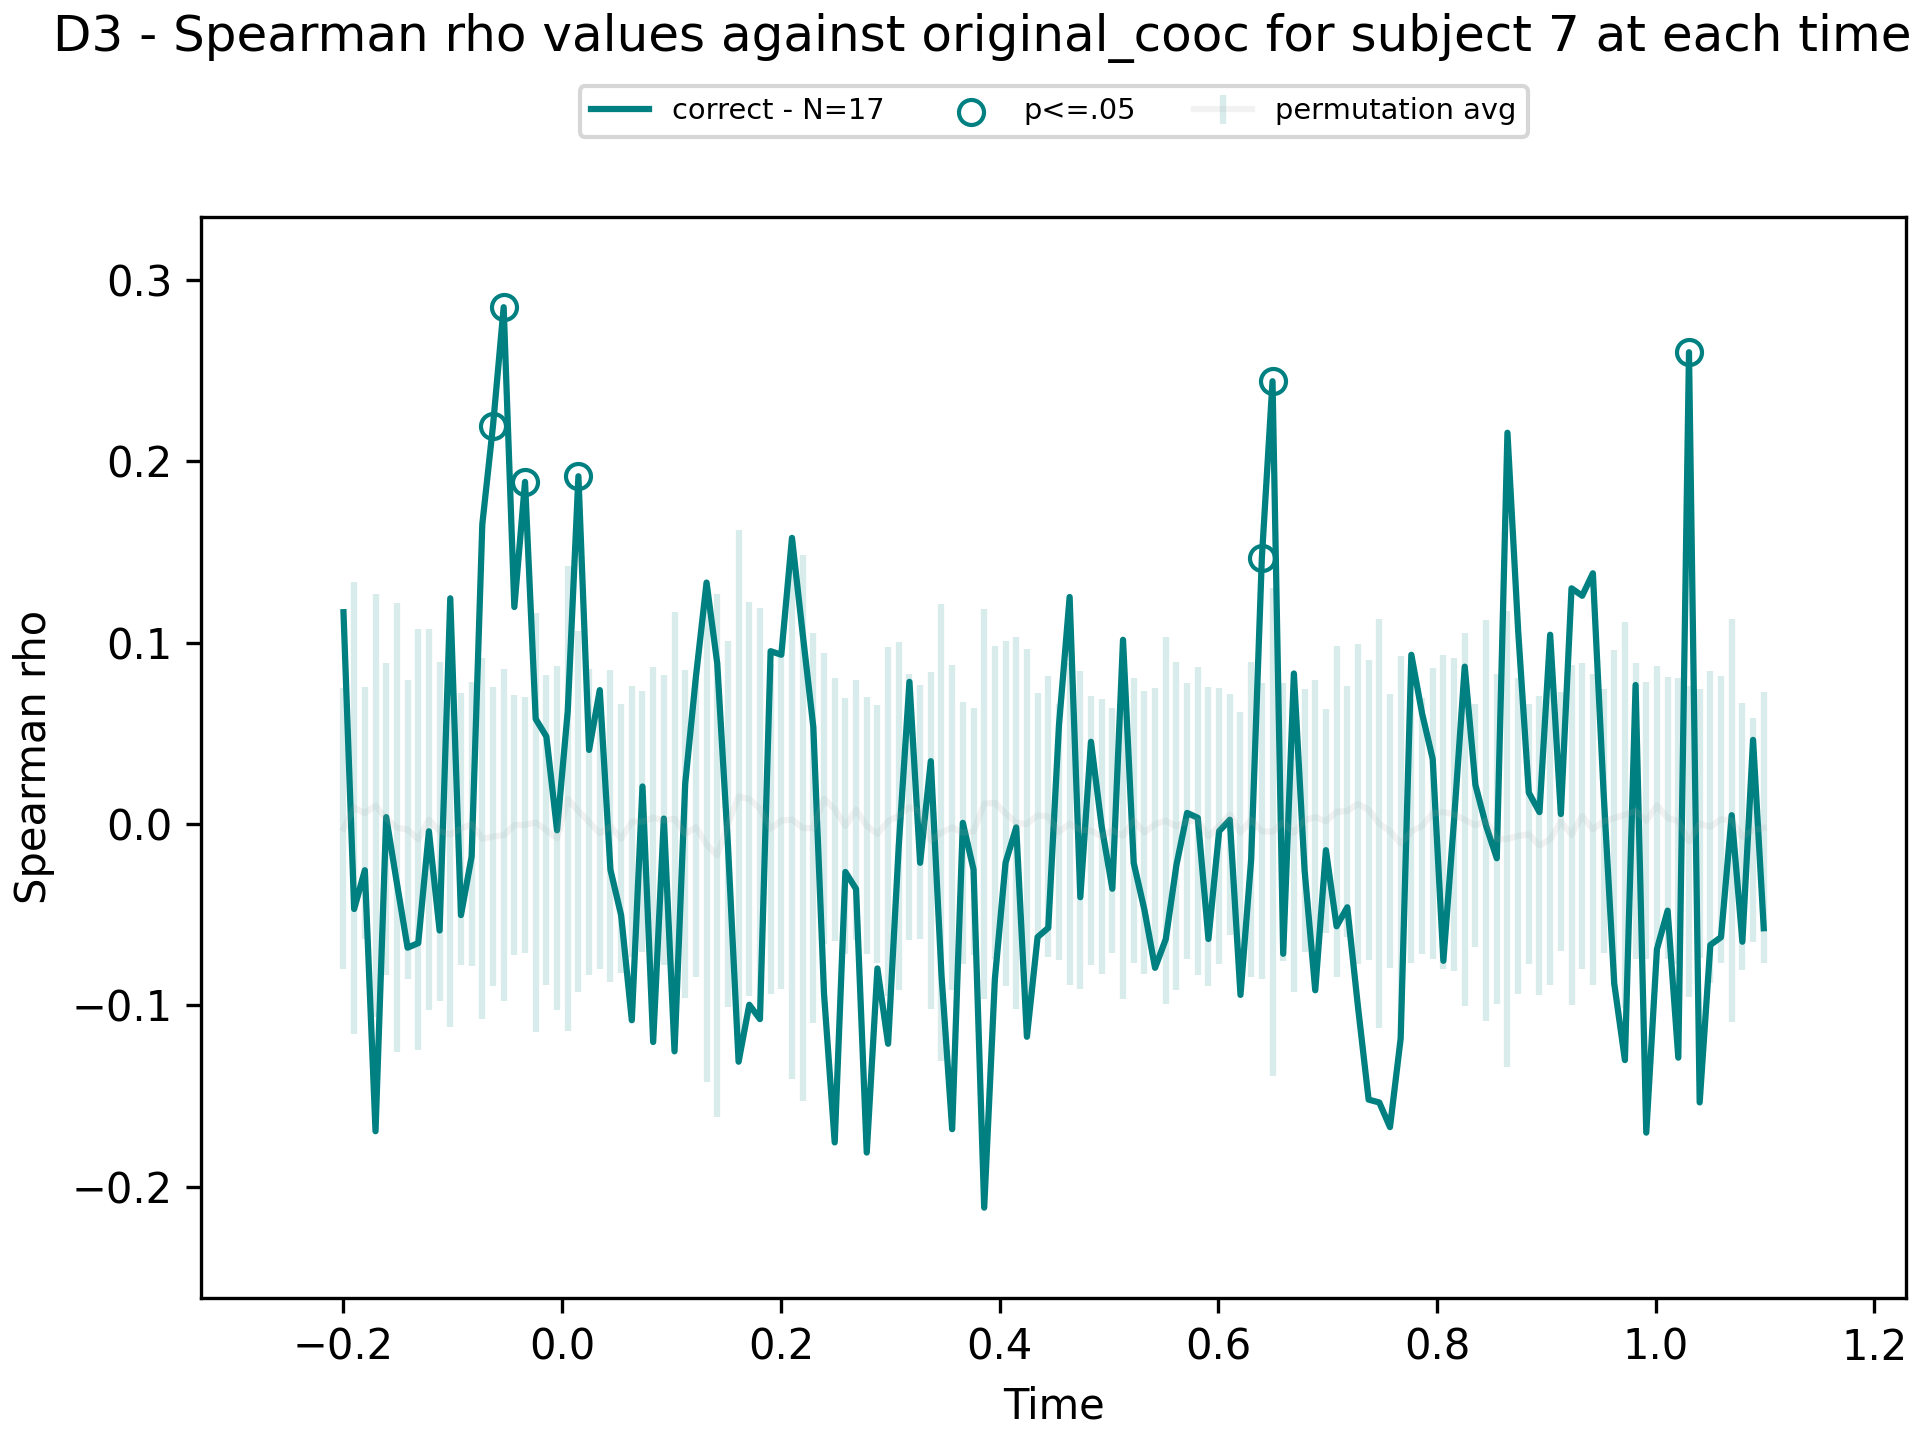 D3 - Spearman rho values against original_cooc for subject 7 at each time
correct - N=17 p<=.05 permutation avg
0.3
0.2
0.1
0.0
−0.1
−0.2
Spearman rho
−0.2 0.0 0.2 0.4 0.6 0.8 1.0 1.2
Time